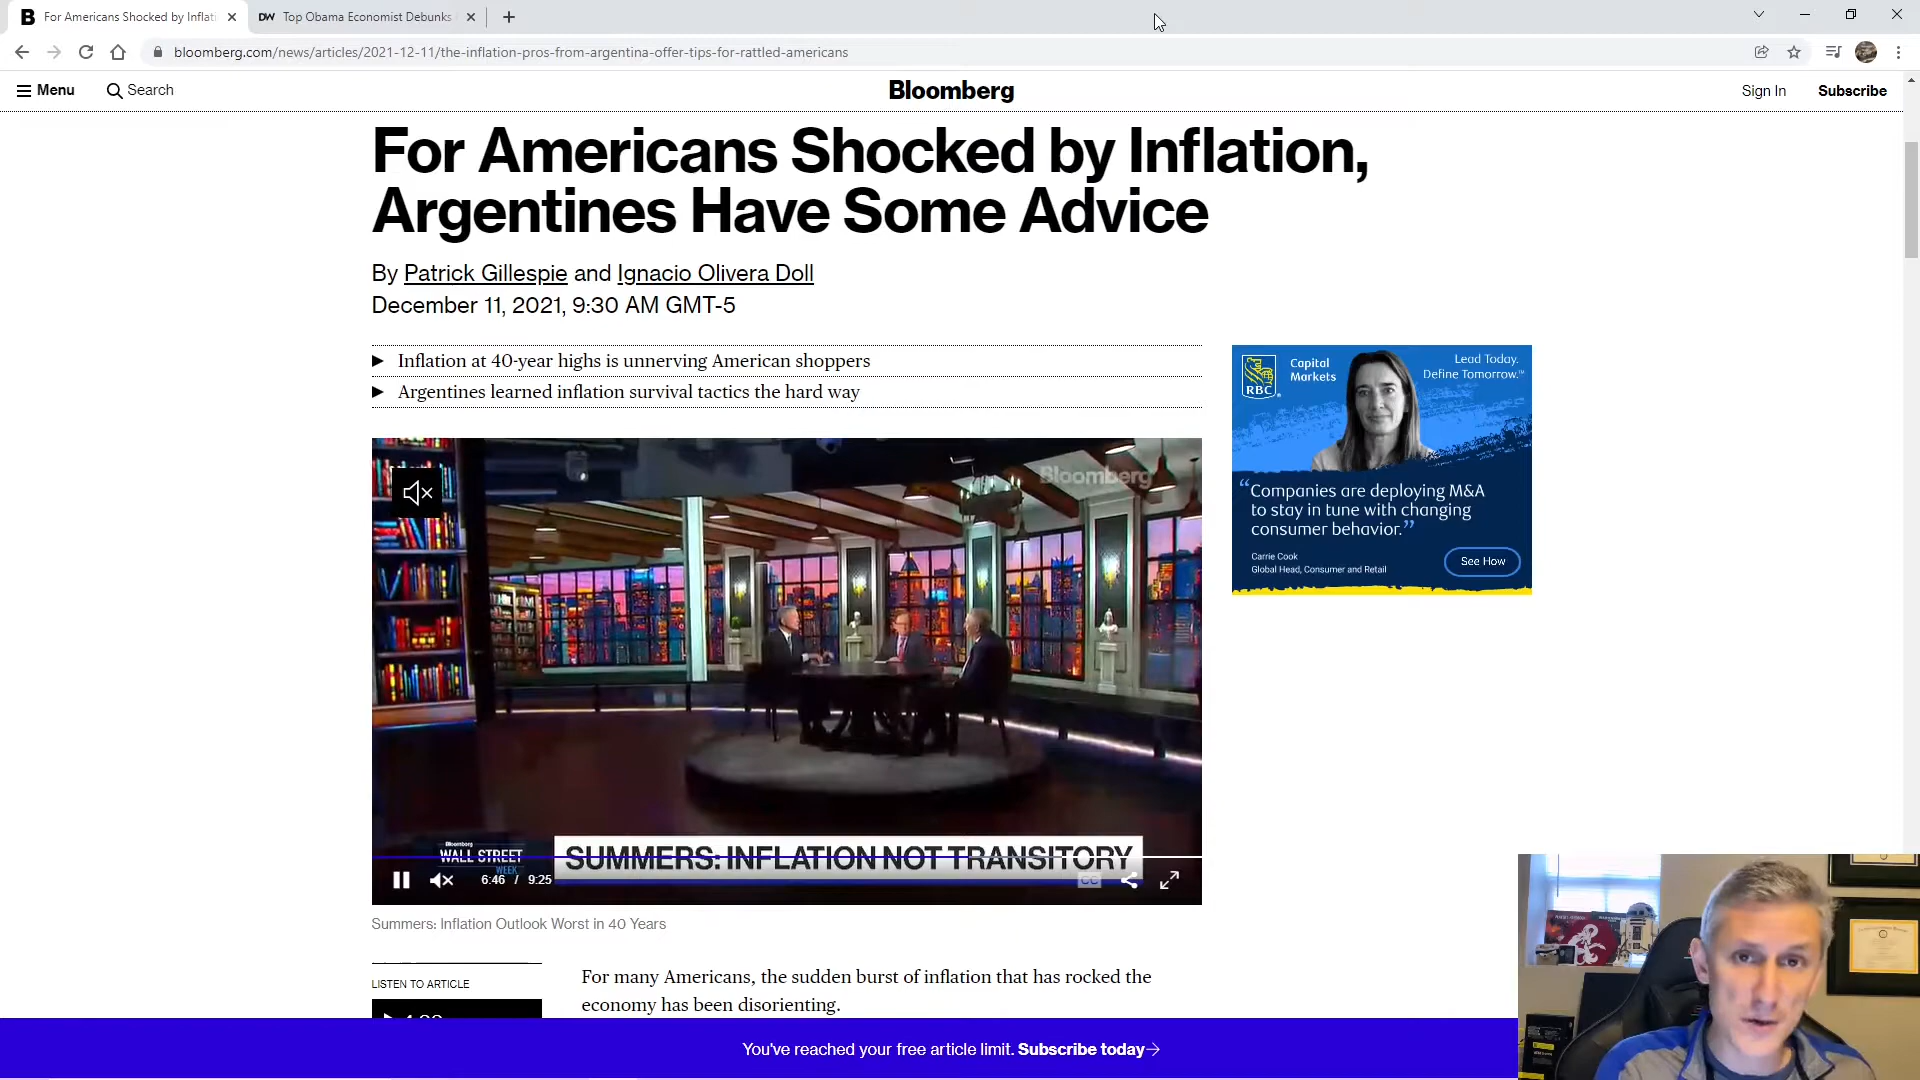 For Americans Shocked by Inflati
DW Top Obama Economist Debunks
bloomberg.com/news/articles/2021-12-11/the-inflation-pros-from-argentina-offer-tips-for-rattled-americans
Menu
Search
Bloomberg
Sign In
Subscribe
For Americans Shocked by Inflation,
Argentines Have Some Advice
By Patrick Gillespie and Ignacio Olivera Doll
December 11, 2021, 9:30 AM GMT-5
Inflation at 40-year highs is unnerving American shoppers
Argentines learned inflation survival tactics the hard way
Bloomberg
Bloomberg
WALL STREET
WEEK
SUMMERS: INFLATION NOT TRANSITORY
6:46 / 9:25
CC
Summers: Inflation Outlook Worst in 40 Years
RBC
Capital
Markets
Lead Today.
Define Tomorrow.™
“Companies are deploying M&A
to stay in tune with changing
consumer behavior.”
Carrie Cook
Global Head, Consumer and Retail
See How
LISTEN TO ARTICLE
For many Americans, the sudden burst of inflation that has rocked the
economy has been disorienting.
You've reached your free article limit. Subscribe today